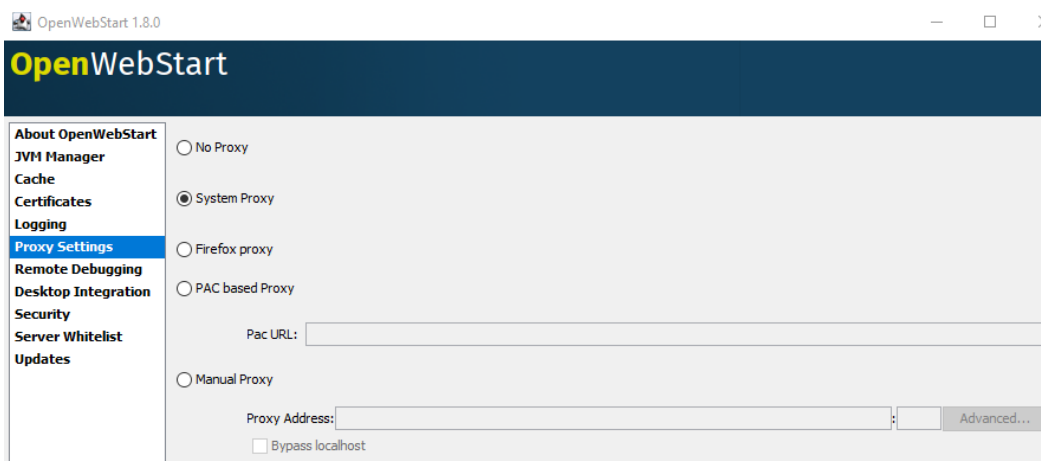 OpenWebStart 1.8.0
OpenWebStart
About OpenWebStart
JVM Manager
Cache
Certificates
Logging
Proxy Settings
Remote Debugging
Desktop Integration
Security
Server Whitelist
Updates
No Proxy
System Proxy
Firefox proxy
PAC based Proxy
Pac URL:
Manual Proxy
Proxy Address: : Advanced...
Bypass localhost